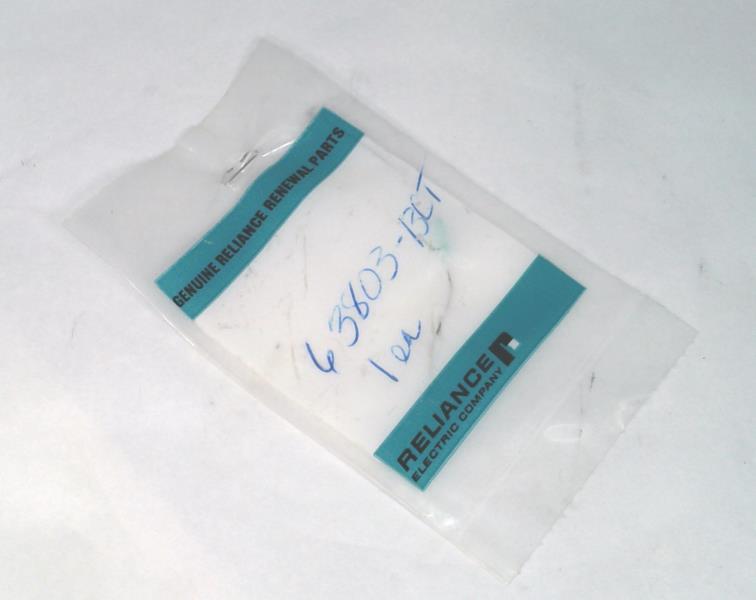 GENUINE RELIANCE RENEWAL PARTS
63803-13CT
1 ea
RELIANCE
ELECTRIC COMPANY